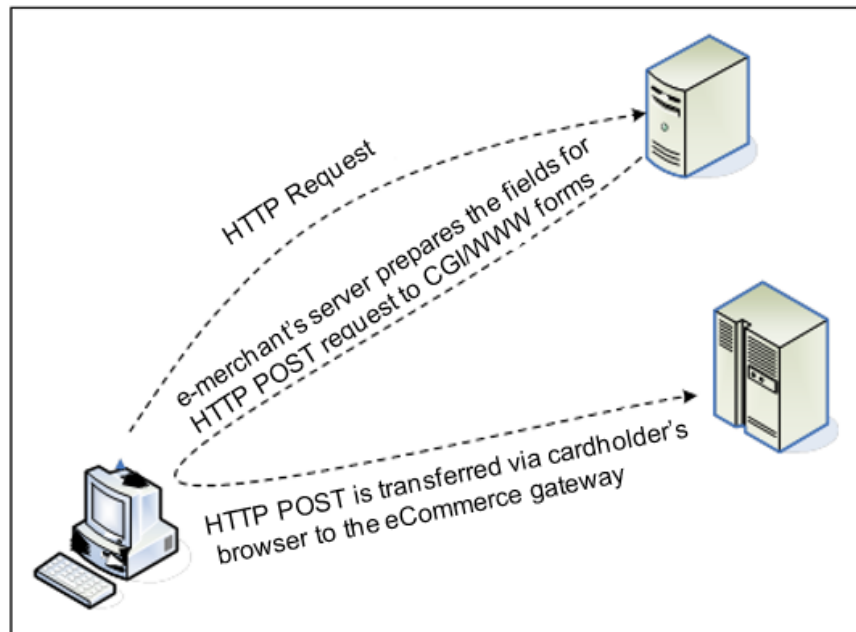 HTTP Request
e-merchant's server prepares the fields for
HTTP POST request to CGI/WWW forms
HTTP POST is transferred via cardholder's
browser to the eCommerce gateway